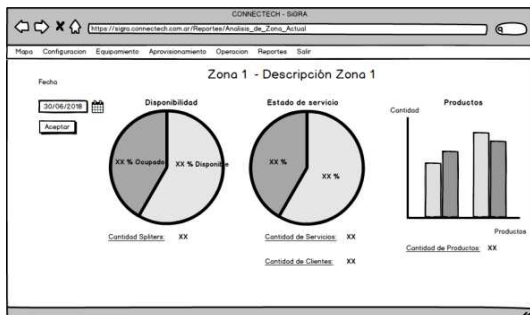 CONNECTECH - SiGRA
https://sigra.connectech.com.ar/Reportes/Analisis_de_Zona_Actual
Mapa Configuracion Equipamiento Aprovisionamiento Operacion Reportes Salir
Zona 1 - Descripción Zona 1
Fecha
30/06/2018
Aceptar
Disponibilidad
XX % Ocupado
XX % Disponible
Cantidad Spliters: XX
Estado de servicio
XX %
XX %
Cantidad de Servicios: XX
Cantidad de Clientes: XX
Productos
Cantidad
Productos
Cantidad de Productos: XX